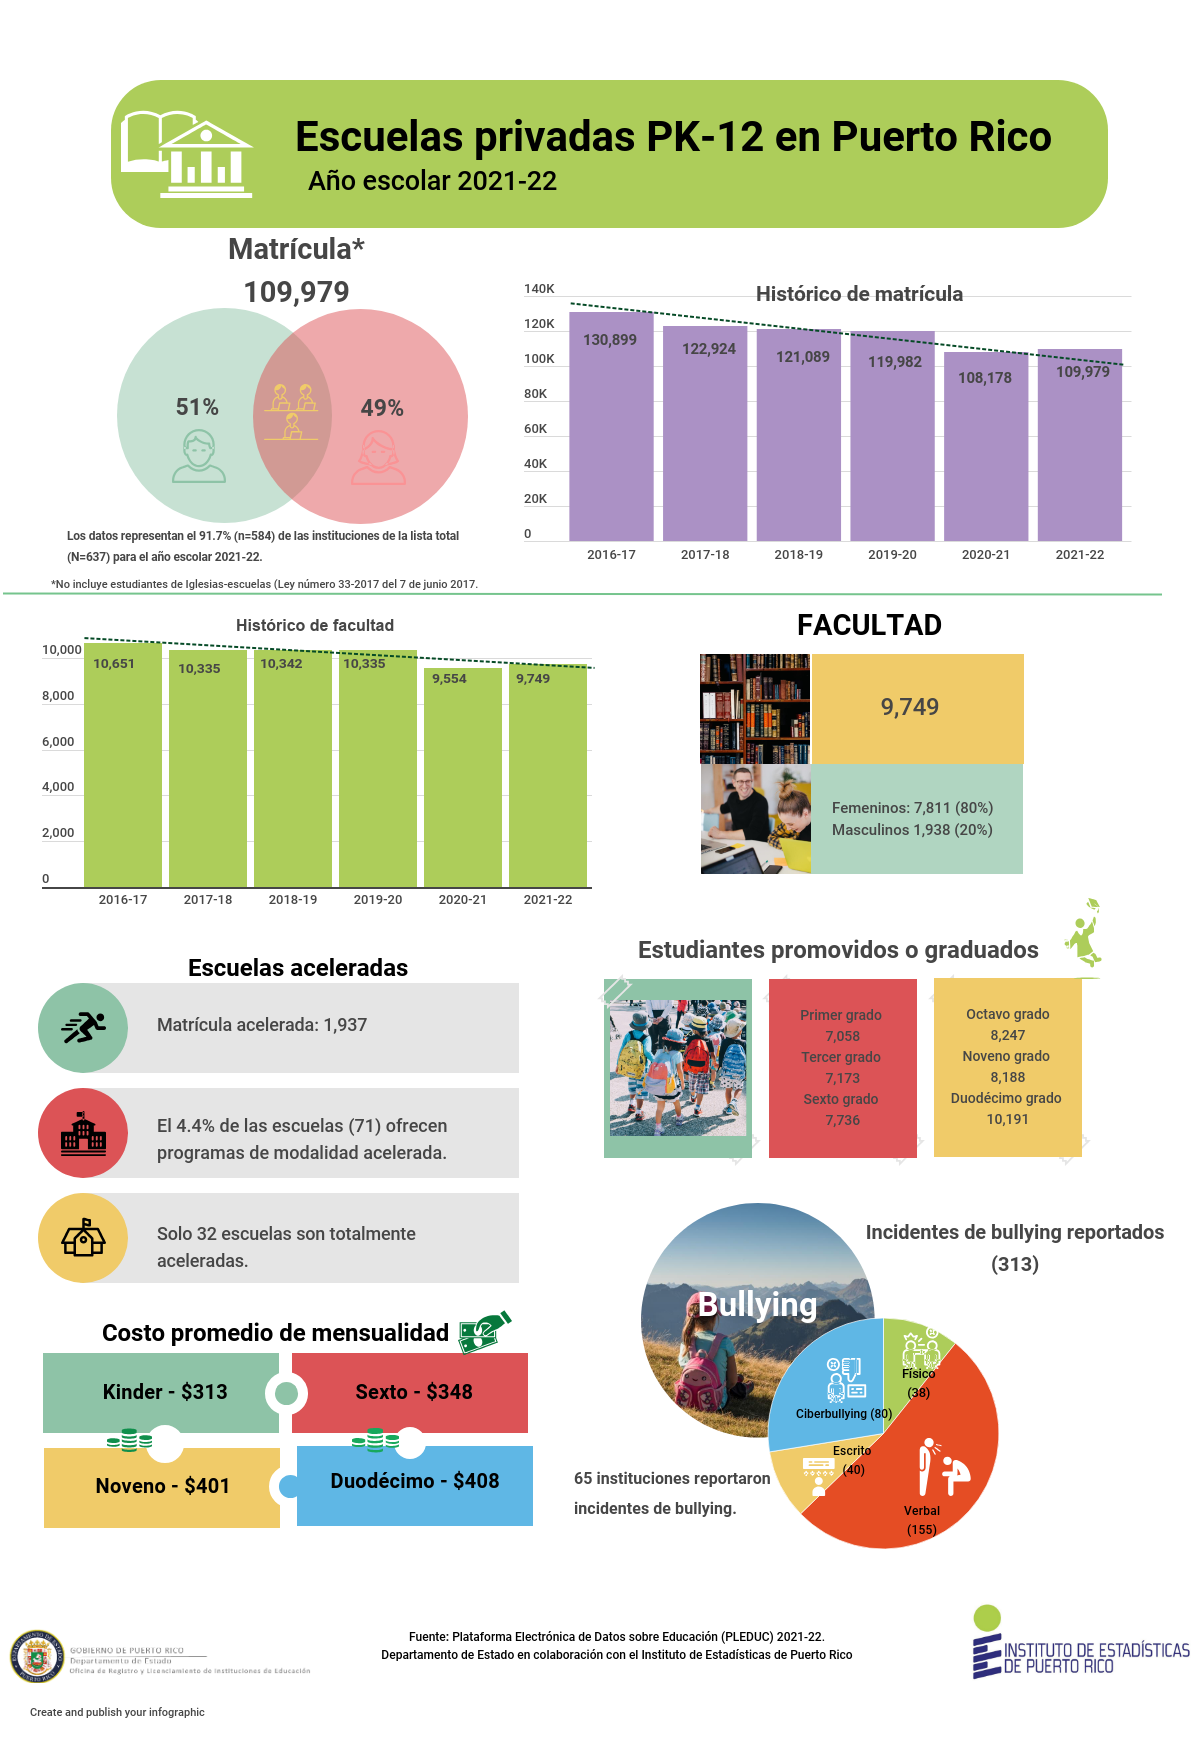 Escuelas privadas PK-12 en Puerto Rico
Año escolar 2021-22
Matrícula*
109,979
51%
49%
Los datos representan el 91.7% (n=584) de las instituciones de la lista total
(N=637) para el año escolar 2021-22.
*No incluye estudiantes de Iglesias-escuelas (Ley número 33-2017 del 7 de junio 2017.
Histórico de matrícula
140K
120K
100K
80K
60K
40K
20K
0
130,899
122,924
121,089
119,982
108,178
109,979
2016-17
2017-18
2018-19
2019-20
2020-21
2021-22
Histórico de facultad
10,000
8,000
6,000
4,000
2,000
0
10,651
10,335
10,342
10,335
9,554
9,749
2016-17
2017-18
2018-19
2019-20
2020-21
2021-22
FACULTAD
9,749
Femeninos: 7,811 (80%)
Masculinos 1,938 (20%)
Escuelas aceleradas
Matrícula acelerada: 1,937
El 4.4% de las escuelas (71) ofrecen
programas de modalidad acelerada.
Solo 32 escuelas son totalmente
aceleradas.
Estudiantes promovidos o graduados
Primer grado
7,058
Tercer grado
7,173
Sexto grado
7,736
Octavo grado
8,247
Noveno grado
8,188
Duodécimo grado
10,191
Costo promedio de mensualidad
Kinder - $313
Sexto - $348
Noveno - $401
Duodécimo - $408
Incidentes de bullying reportados
(313)
Bullying
Físico
(38)
Ciberbullying (80)
Escrito
(40)
Verbal
(155)
65 instituciones reportaron
incidentes de bullying.
GOBIERNO DE PUERTO RICO
Departamento de Estado
Oficina de Registro y Licenciamiento de Instituciones de Educación
Fuente: Plataforma Electrónica de Datos sobre Educación (PLEDUC) 2021-22.
Departamento de Estado en colaboración con el Instituto de Estadísticas de Puerto Rico
INSTITUTO DE ESTADÍSTICAS
DE PUERTO RICO
Create and publish your infographic